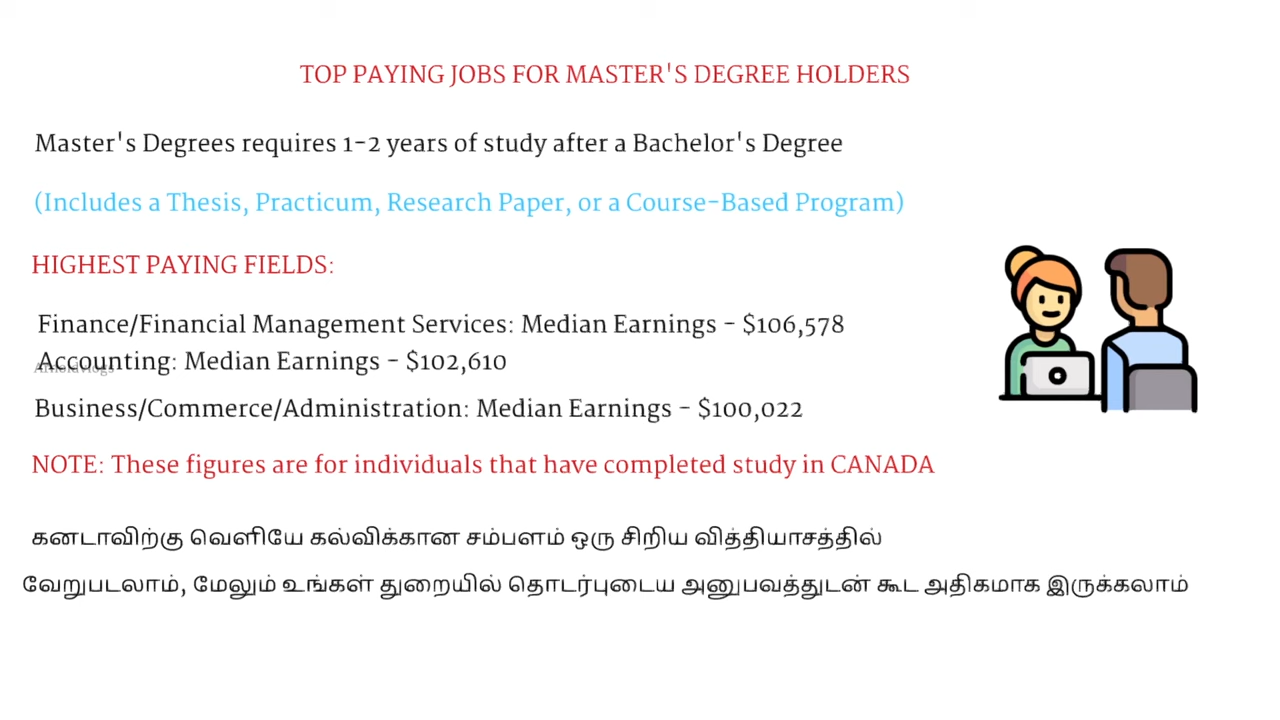 TOP PAYING JOBS FOR MASTER'S DEGREE HOLDERS
Master's Degrees requires 1-2 years of study after a Bachelor's Degree
(Includes a Thesis, Practicum, Research Paper, or a Course-Based Program)
HIGHEST PAYING FIELDS:
Finance/Financial Management Services: Median Earnings - $106,578
Accounting: Median Earnings - $102,610
ArnoldVlogs
Business/Commerce/Administration: Median Earnings - $100,022
NOTE: These figures are for individuals that have completed study in CANADA
கனடாவிற்கு வெளியே கல்விக்கான சம்பளம் ஒரு சிறிய வித்தியாசத்தில்
வேறுபடலாம், மேலும் உங்கள் துறையில் தொடர்புடைய அனுபவத்துடன் கூட அதிகமாக இருக்கலாம்